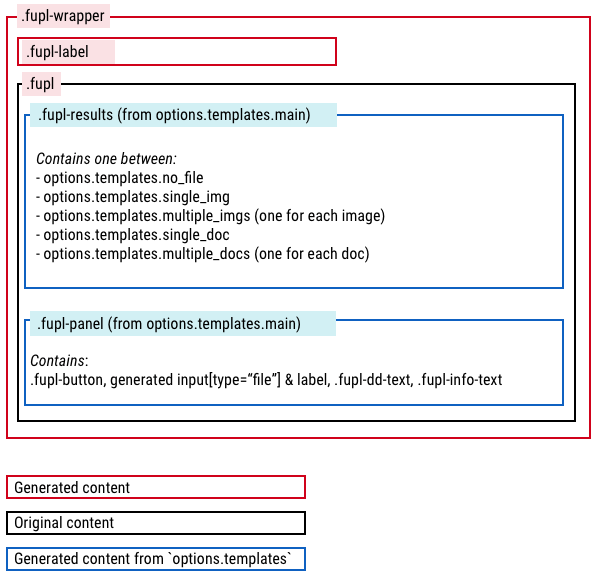 .fupl-wrapper
.fupl-label
.fupl
.fupl-results (from options.templates.main)
Contains one between:
- options.templates.no_file
- options.templates.single_img
- options.templates.multiple_imgs (one for each image)
- options.templates.single_doc
- options.templates.multiple_docs (one for each doc)
.fupl-panel (from options.templates.main)
Contains:
.fupl-button, generated input[type=“file”] & label, .fupl-dd-text, .fupl-info-text
Generated content
Original content
Generated content from `options.templates`